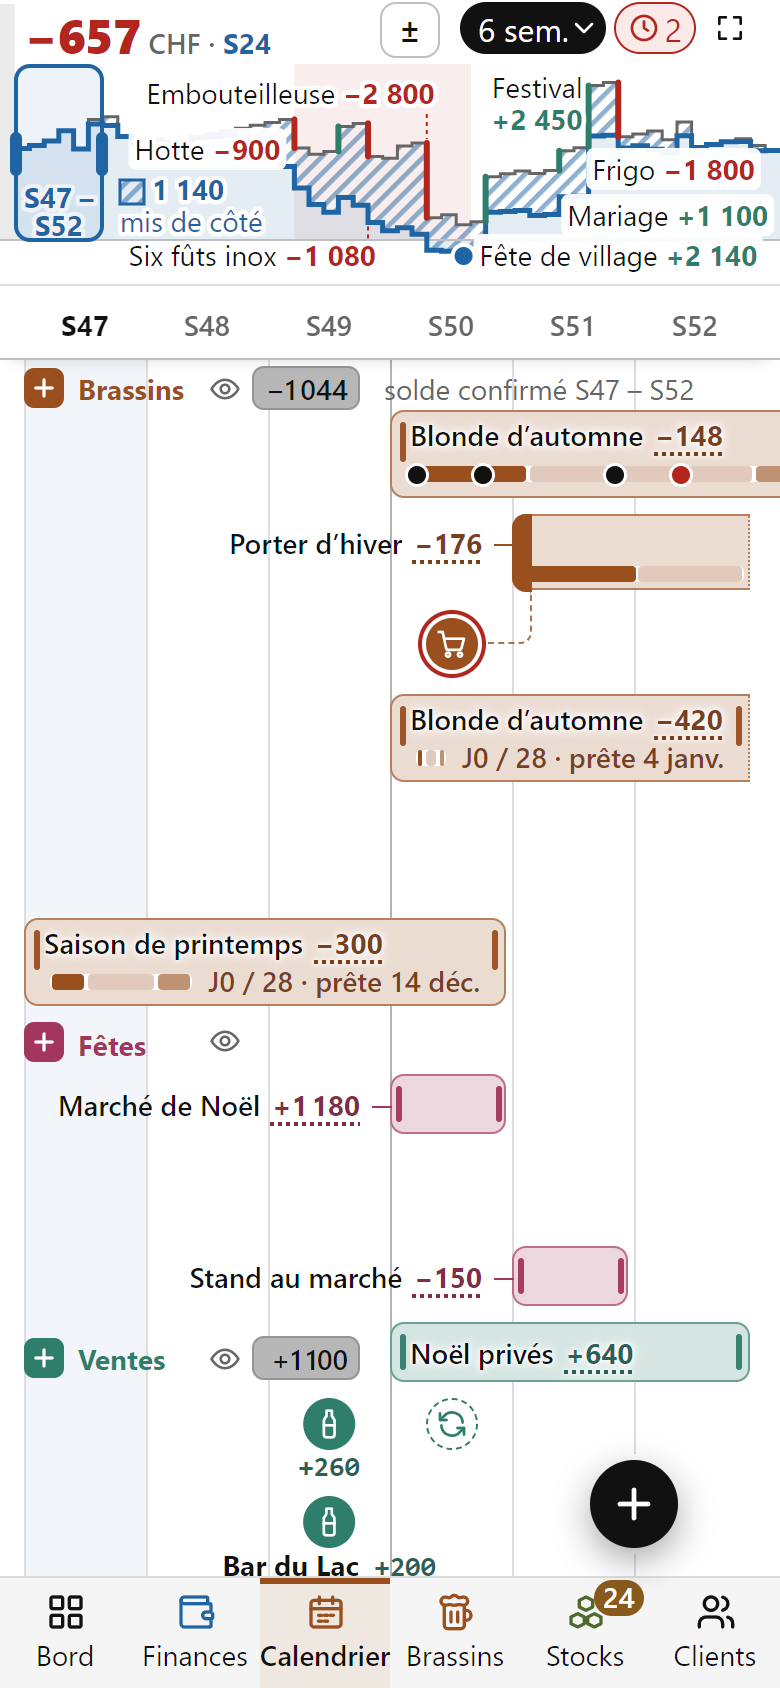 −657 CHF · S24
±
6 sem.
2
Embouteilleuse −2 800
Festival
+2 450
Hotte −900
Frigo −1 800
S47 –
S52
1 140
mis de côté
Mariage +1 100
Six fûts inox −1 080
Fête de village +2 140
S47 S48 S49 S50 S51 S52
Brassins −1044 solde confirmé S47 – S52
Blonde d’automne −148
Porter d’hiver −176
Blonde d’automne −420
J0 / 28 · prête 4 janv.
Saison de printemps −300
J0 / 28 · prête 14 déc.
Fêtes
Marché de Noël +1180
Stand au marché −150
Ventes +1100
Noël privés +640
+260
Bar du Lac +200
24
Bord Finances Calendrier Brassins Stocks Clients